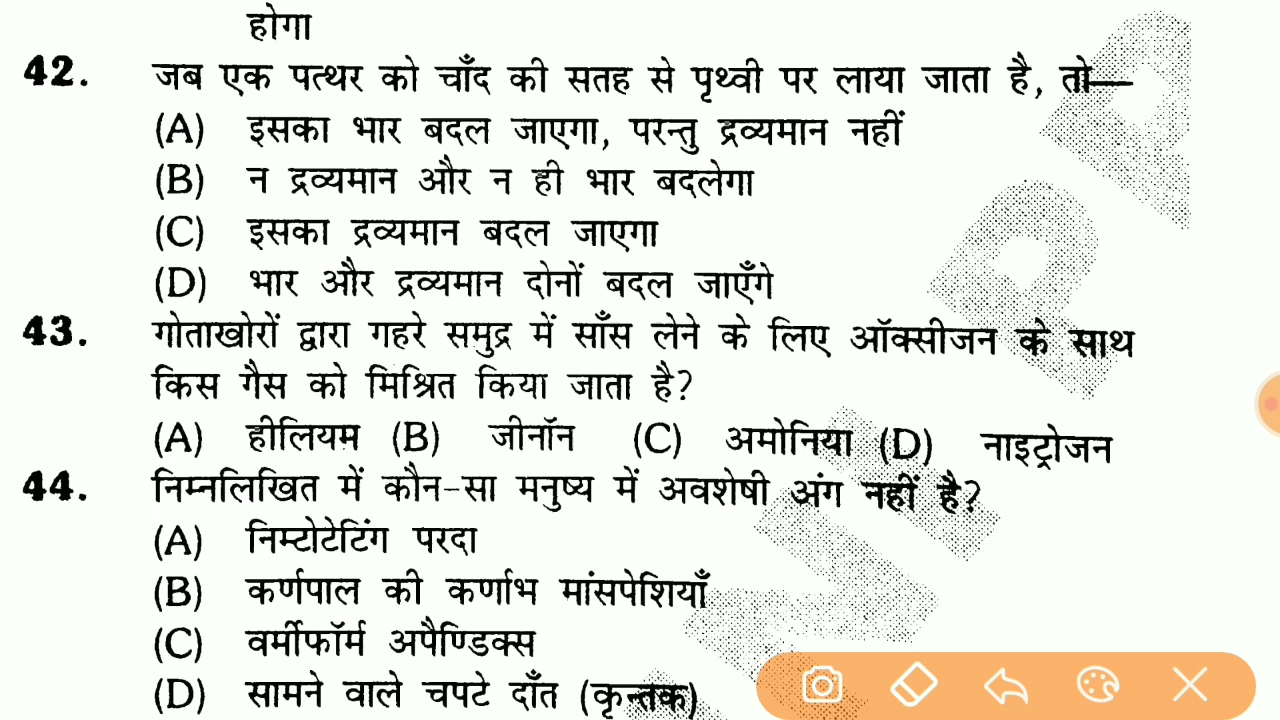 होगा
42. जब एक पत्थर को चाँद की सतह से पृथ्वी पर लाया जाता है, तो—
(A) इसका भार बदल जाएगा, परन्तु द्रव्यमान नहीं
(B) न द्रव्यमान और न ही भार बदलेगा
(C) इसका द्रव्यमान बदल जाएगा
(D) भार और द्रव्यमान दोनों बदल जाएँगे
43. गोताखोरों द्वारा गहरे समुद्र में साँस लेने के लिए ऑक्सीजन के साथ
किस गैस को मिश्रित किया जाता है?
(A) हीलियम (B) जीनॉन (C) अमोनिया (D) नाइट्रोजन
44. निम्नलिखित में कौन-सा मनुष्य में अवशेषी अंग नहीं है?
(A) निम्टोटेटिंग परदा
(B) कर्णपाल की कर्णाभ मांसपेशियाँ
(C) वर्मीफॉर्म अपैण्डिक्स
(D) सामने वाले चपटे दाँत (कृन्तक)